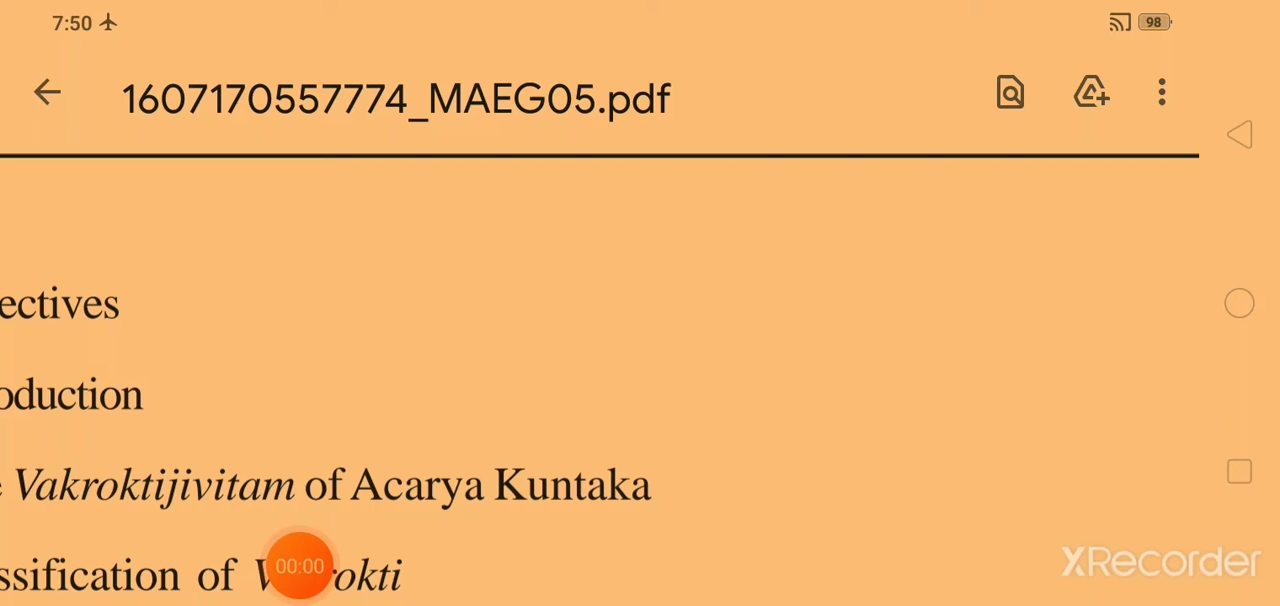 7:50
98
1607170557774_MAEG05.pdf
ectives
oduction
Vakroktijivitam of Acarya Kuntaka
ssification of V okti
00:00
XRecorder